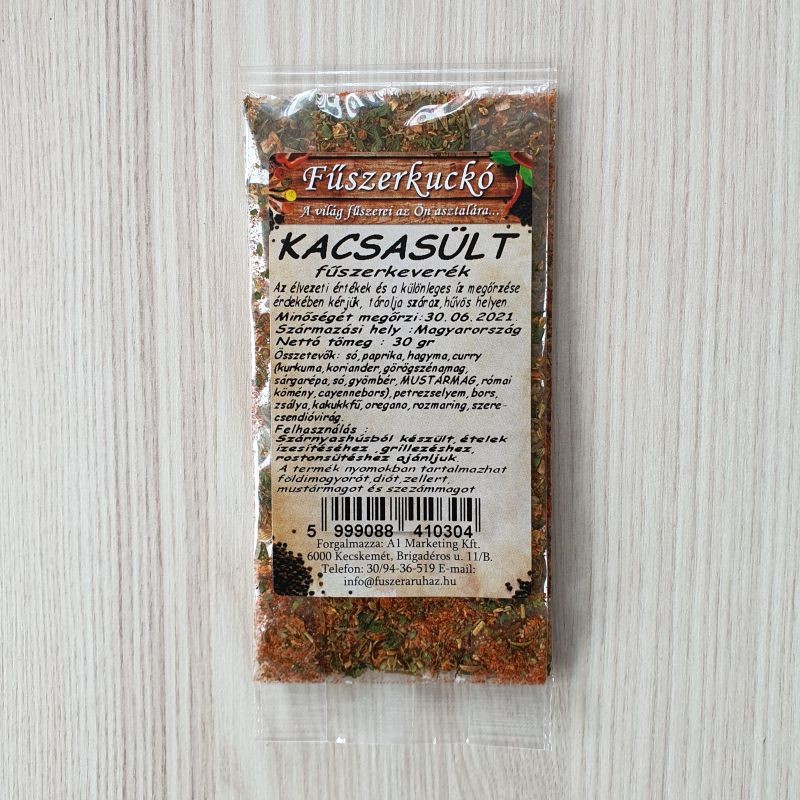 Fűszerkuckó
A világ fűszerei az Ön asztalára...
KACSASÜLT
fűszerkeverék
Az élvezeti értékek és a különleges íz megőrzése
érdekében kérjük, tárolja száraz, hűvös helyen.
Minőségét megőrzi:30.06.2021.
Származási hely :Magyarország
Nettó tömeg : 30 gr
Összetevők: só,paprika,hagyma,curry
(kurkuma,koriander,görögszénamag,
sárgarépa,só,gyömbér,MUSTÁRMAG,római
kömény,cayennebors),petrezselyem,bors,
zsálya,kakukkfű,oregano,rozmaring,szere-
csendióvirág.
Felhasználás :
Szárnyashúsból készült,ételek
ízesítéséhez ,grillezéshez,
rostonsütéshez ajánljuk.
A termék nyomokban tartalmazhat
földimogyorót,diót,zellert,
mustármagot és szezámmagot.
5 999088 410304
Forgalmazza: A1 Marketing Kft.
6000 Kecskemét, Brigadéros u. 11/B.
Telefon: 30/94-36-519 E-mail:
info@fuszeraruhaz.hu